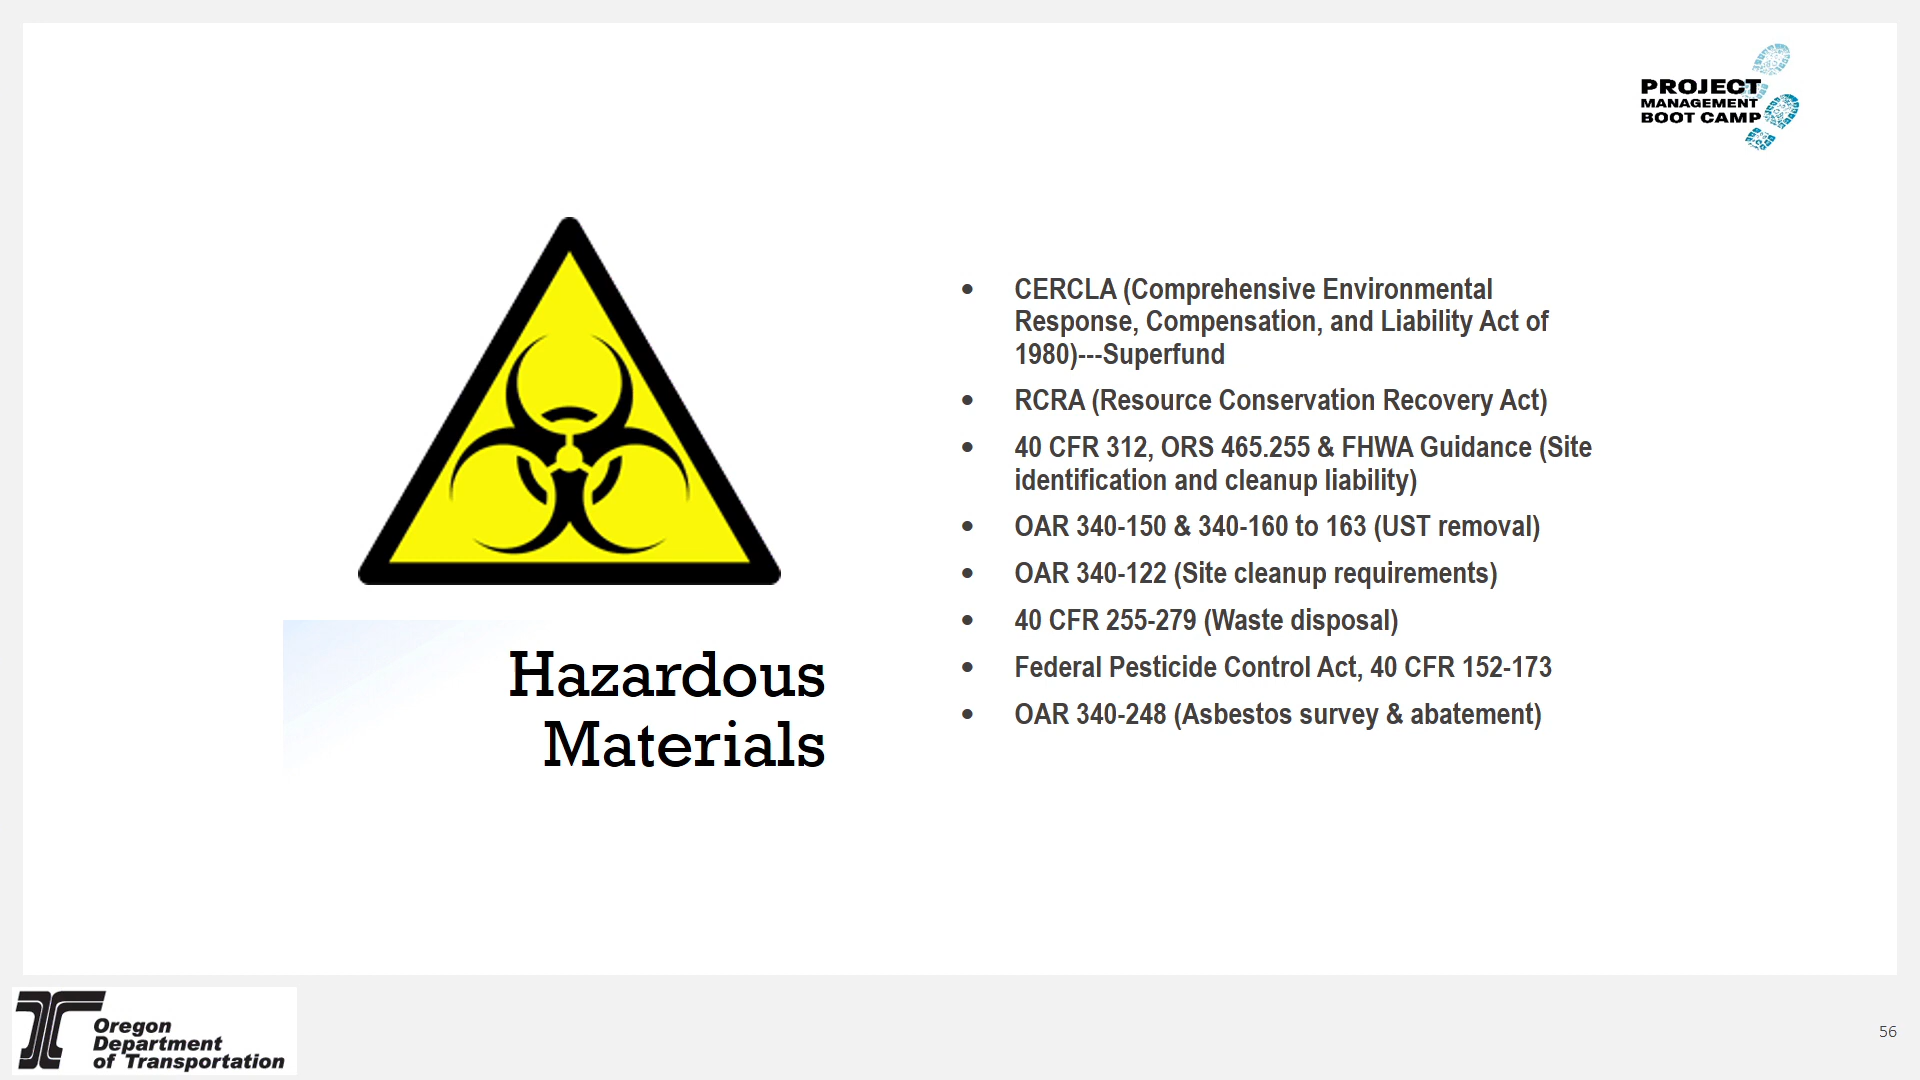 PROJECT
MANAGEMENT
BOOT CAMP
Hazardous
Materials
• CERCLA (Comprehensive Environmental
Response, Compensation, and Liability Act of
1980)---Superfund
• RCRA (Resource Conservation Recovery Act)
• 40 CFR 312, ORS 465.255 & FHWA Guidance (Site
identification and cleanup liability)
• OAR 340-150 & 340-160 to 163 (UST removal)
• OAR 340-122 (Site cleanup requirements)
• 40 CFR 255-279 (Waste disposal)
• Federal Pesticide Control Act, 40 CFR 152-173
• OAR 340-248 (Asbestos survey & abatement)
Oregon
Department
of Transportation
56